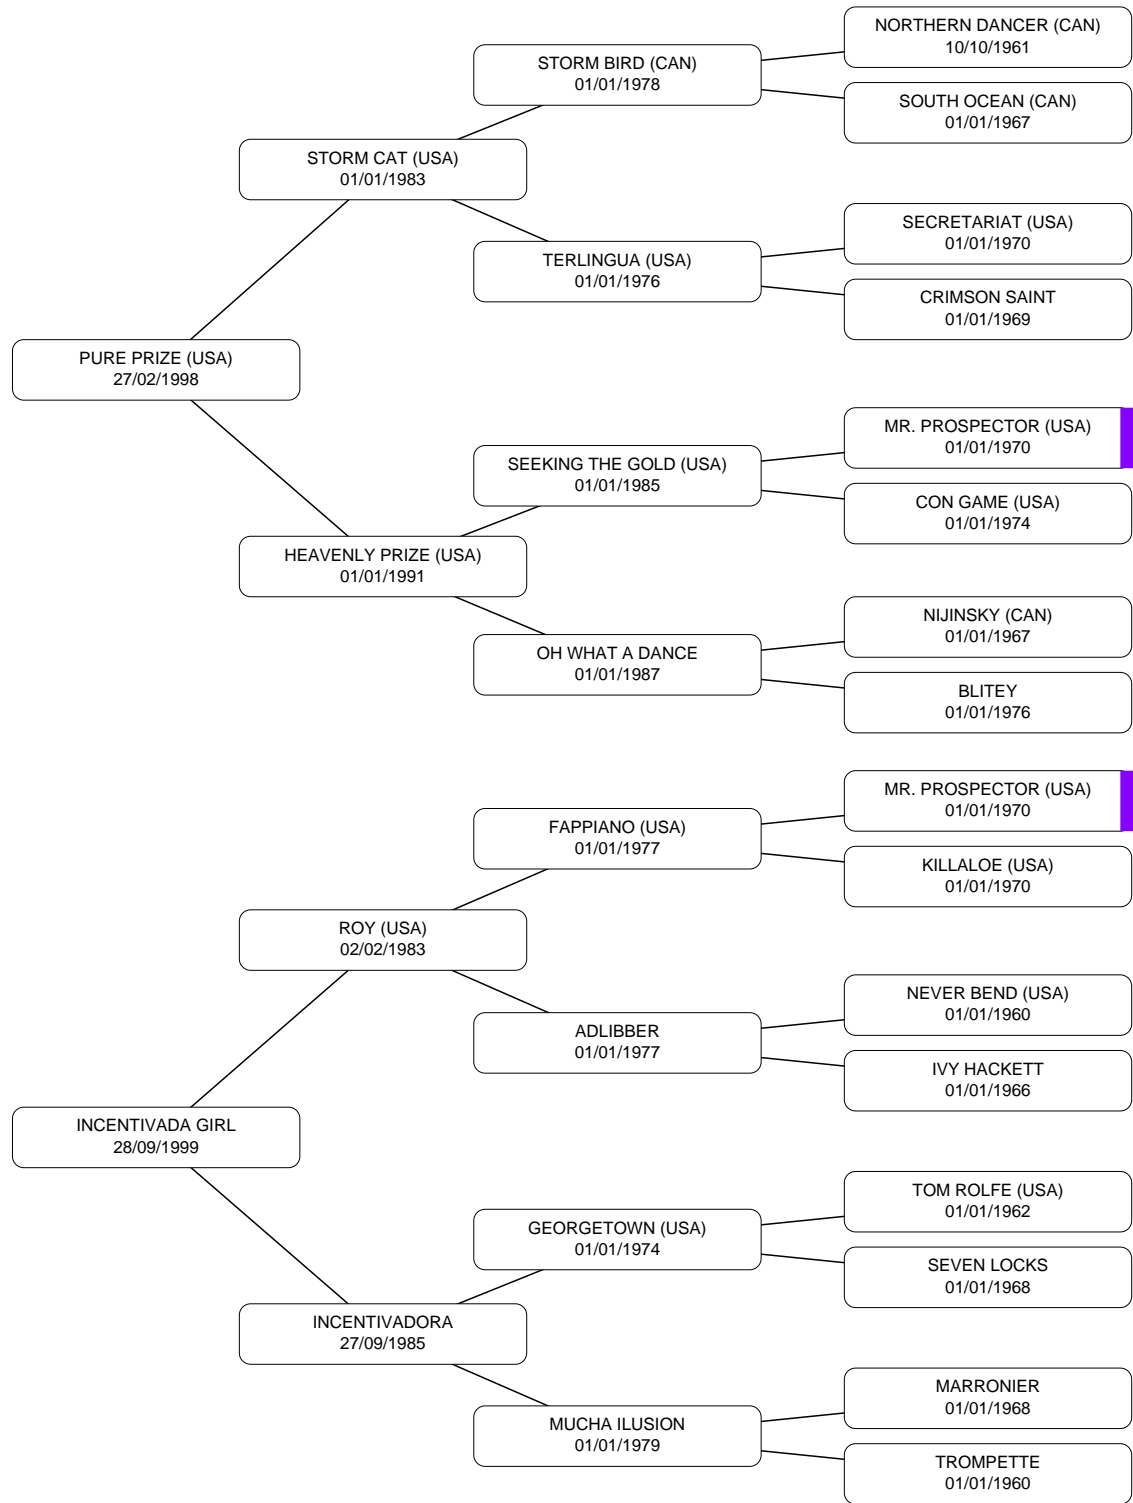 NORTHERN DANCER (CAN)
10/10/1961
STORM BIRD (CAN)
01/01/1978
SOUTH OCEAN (CAN)
01/01/1967
STORM CAT (USA)
01/01/1983
SECRETARIAT (USA)
01/01/1970
TERLINGUA (USA)
01/01/1976
CRIMSON SAINT
01/01/1969
PURE PRIZE (USA)
27/02/1998
MR. PROSPECTOR (USA)
01/01/1970
SEEKING THE GOLD (USA)
01/01/1985
CON GAME (USA)
01/01/1974
HEAVENLY PRIZE (USA)
01/01/1991
NIJINSKY (CAN)
01/01/1967
OH WHAT A DANCE
01/01/1987
BLITEY
01/01/1976
MR. PROSPECTOR (USA)
01/01/1970
FAPPIANO (USA)
01/01/1977
KILLALOE (USA)
01/01/1970
ROY (USA)
02/02/1983
NEVER BEND (USA)
01/01/1960
ADLIBBER
01/01/1977
IVY HACKETT
01/01/1966
INCENTIVADA GIRL
28/09/1999
TOM ROLFE (USA)
01/01/1962
GEORGETOWN (USA)
01/01/1974
SEVEN LOCKS
01/01/1968
INCENTIVADORA
27/09/1985
MARRONIER
01/01/1968
MUCHA ILUSION
01/01/1979
TROMPETTE
01/01/1960